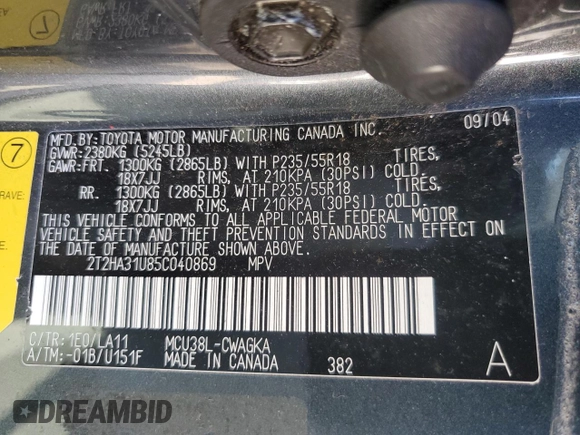 MFD.BY:TOYOTA MOTOR MANUFACTURING CANADA INC. 09/04
GVWR:2380KG (5245LB)
GAWR:FRT. 1300KG (2865LB) WITH P235/55R18 TIRES,
18X7JJ RIMS, AT 210KPA (30PSI) COLD.
RR. 1300KG (2865LB) WITH P235/55R18 TIRES,
18X7JJ RIMS, AT 210KPA (30PSI) COLD.
THIS VEHICLE CONFORMS TO ALL APPLICABLE FEDERAL MOTOR
VEHICLE SAFETY AND THEFT PREVENTION STANDARDS IN EFFECT ON
THE DATE OF MANUFACTURE SHOWN ABOVE.
2T2HA31U85C040869 MPV
C/TR:1E0/LA11 MCU38L-CWAGKA
A/TM:-01B/U151F MADE IN CANADA 382 A
7
RAVE:
DREAMBID